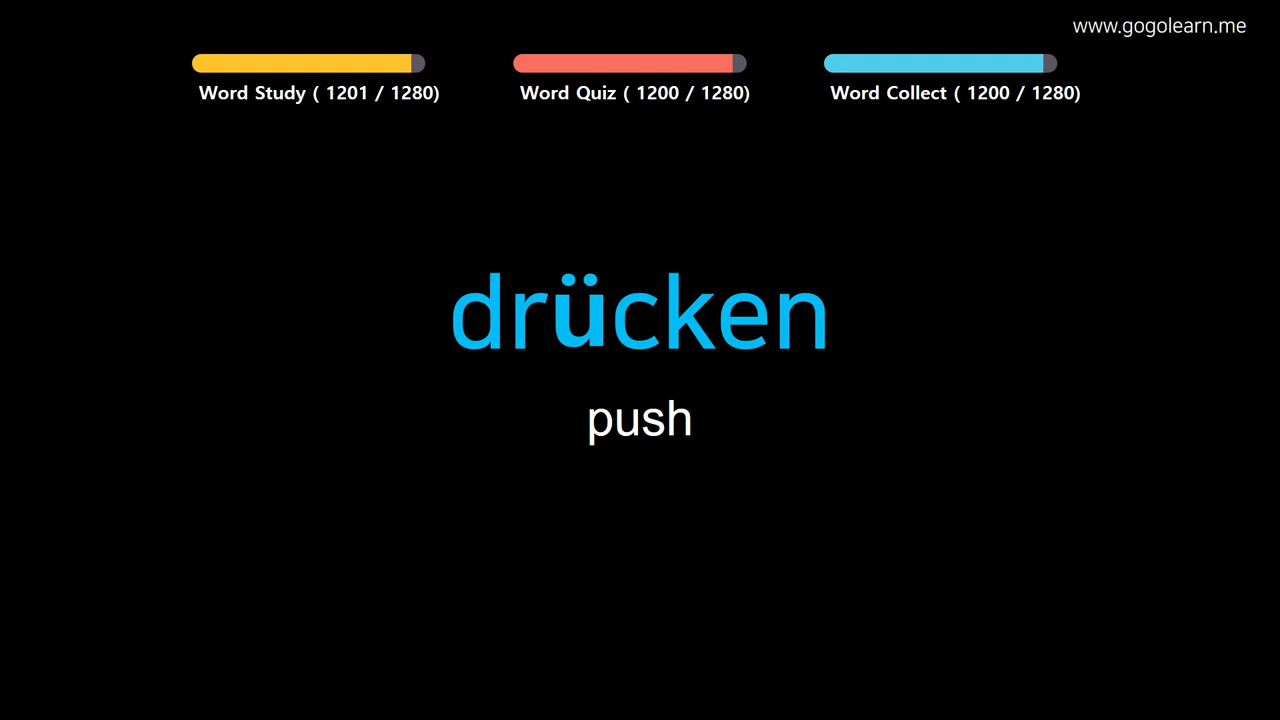 www.gogolearn.me
Word Study ( 1201 / 1280)
Word Quiz ( 1200 / 1280)
Word Collect ( 1200 / 1280)
drücken
push